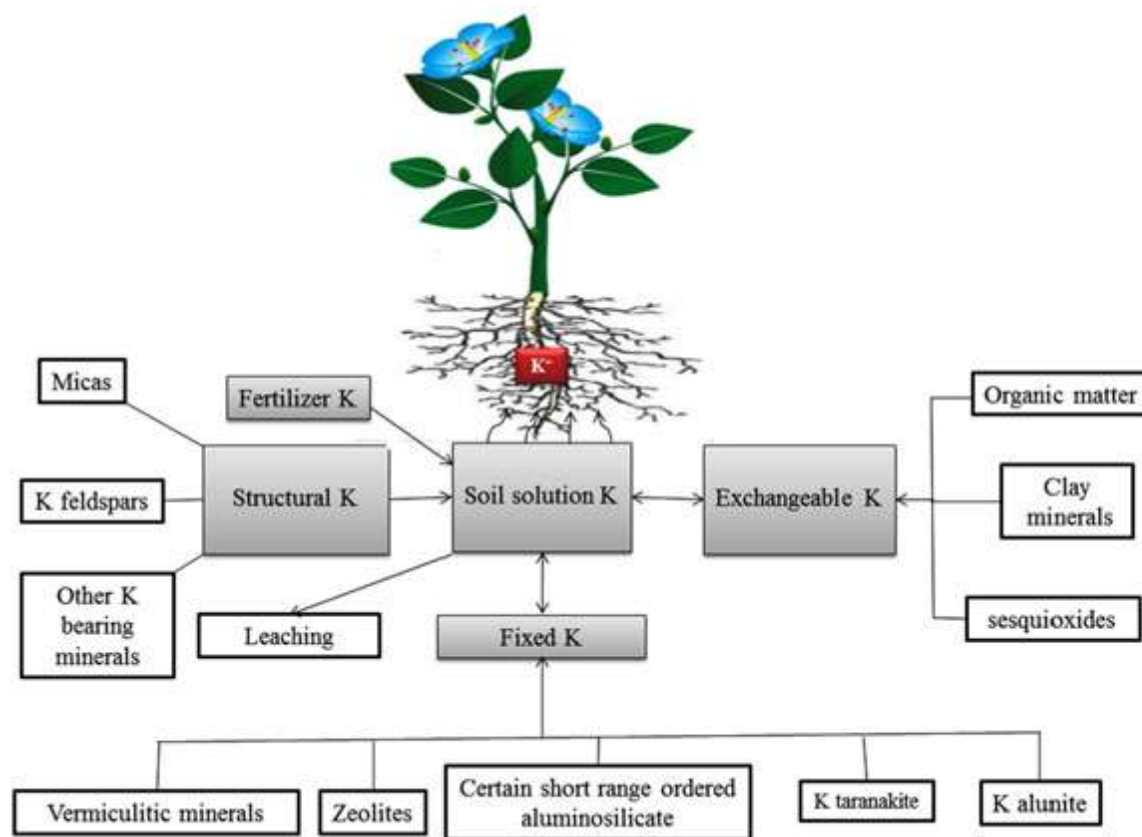 K+
Micas
Fertilizer K
Organic matter
K feldspars
Structural K
Soil solution K
Exchangeable K
Clay
minerals
Other K
bearing
minerals
Leaching
Fixed K
sesquioxides
Vermiculitic minerals
Zeolites
Certain short range ordered
aluminosilicate
K taranakite
K alunite